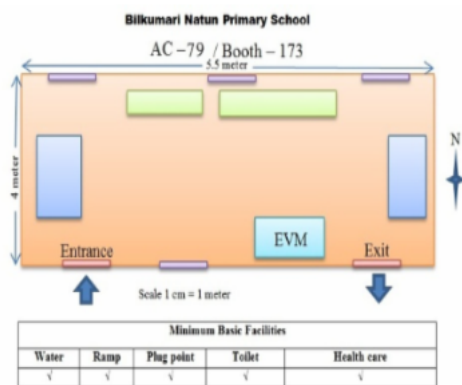 Bilkumari Natun Primary School
AC -79 / Booth - 173
5.5 meter
4 meter
N
EVM
Entrance
Exit
Scale 1 cm = 1 meter
Minimum Basic Facilities
Water Ramp Plug point Toilet Health care
√ √ √ √ √